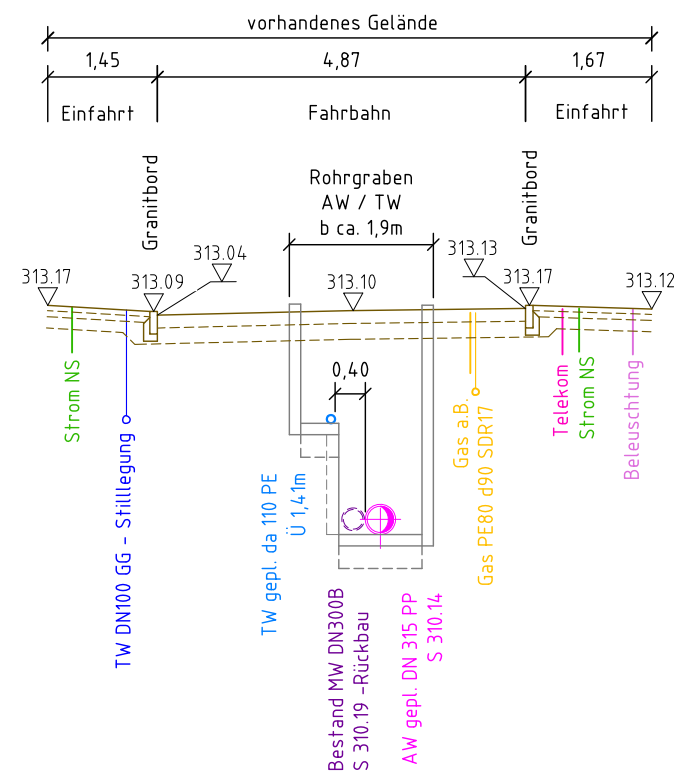 vorhandenes Gelände
1,45
4,87
1,67
Einfahrt
Fahrbahn
Einfahrt
Granitbord
Rohrgraben
AW / TW
b ca. 1,9m
Granitbord
313.17
313.09
313.04
313.10
313.13
313.17
313.12
0,40
Strom NS
TW DN100 GG - Stilllegung
TW gepl. da 110 PE
Ü 1,41m
Bestand MW DN300B
S 310.19 -Rückbau
AW gepl. DN 315 PP
S 310.14
Gas a.B.
Gas PE80 d90 SDR17
Telekom
Strom NS
Beleuschtung